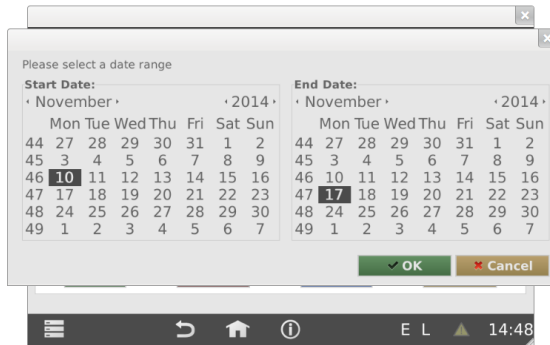 Please select a date range
Start Date:
November 2014
Mon Tue Wed Thu Fri Sat Sun
44 27 28 29 30 31 1 2
45 3 4 5 6 7 8 9
46 10 11 12 13 14 15 16
47 17 18 19 20 21 22 23
48 24 25 26 27 28 29 30
49 1 2 3 4 5 6 7
End Date:
November 2014
Mon Tue Wed Thu Fri Sat Sun
44 27 28 29 30 31 1 2
45 3 4 5 6 7 8 9
46 10 11 12 13 14 15 16
47 17 18 19 20 21 22 23
48 24 25 26 27 28 29 30
49 1 2 3 4 5 6 7
OK Cancel
E L 14:48